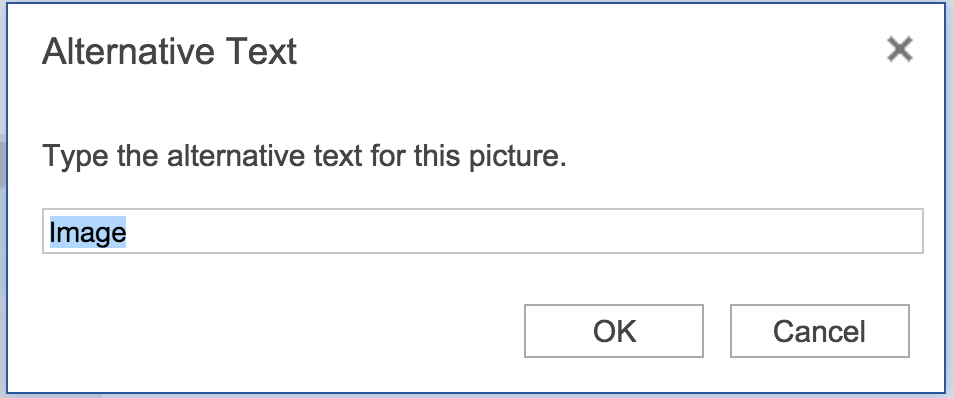 Alternative Text
Type the alternative text for this picture.
Image
OK
Cancel